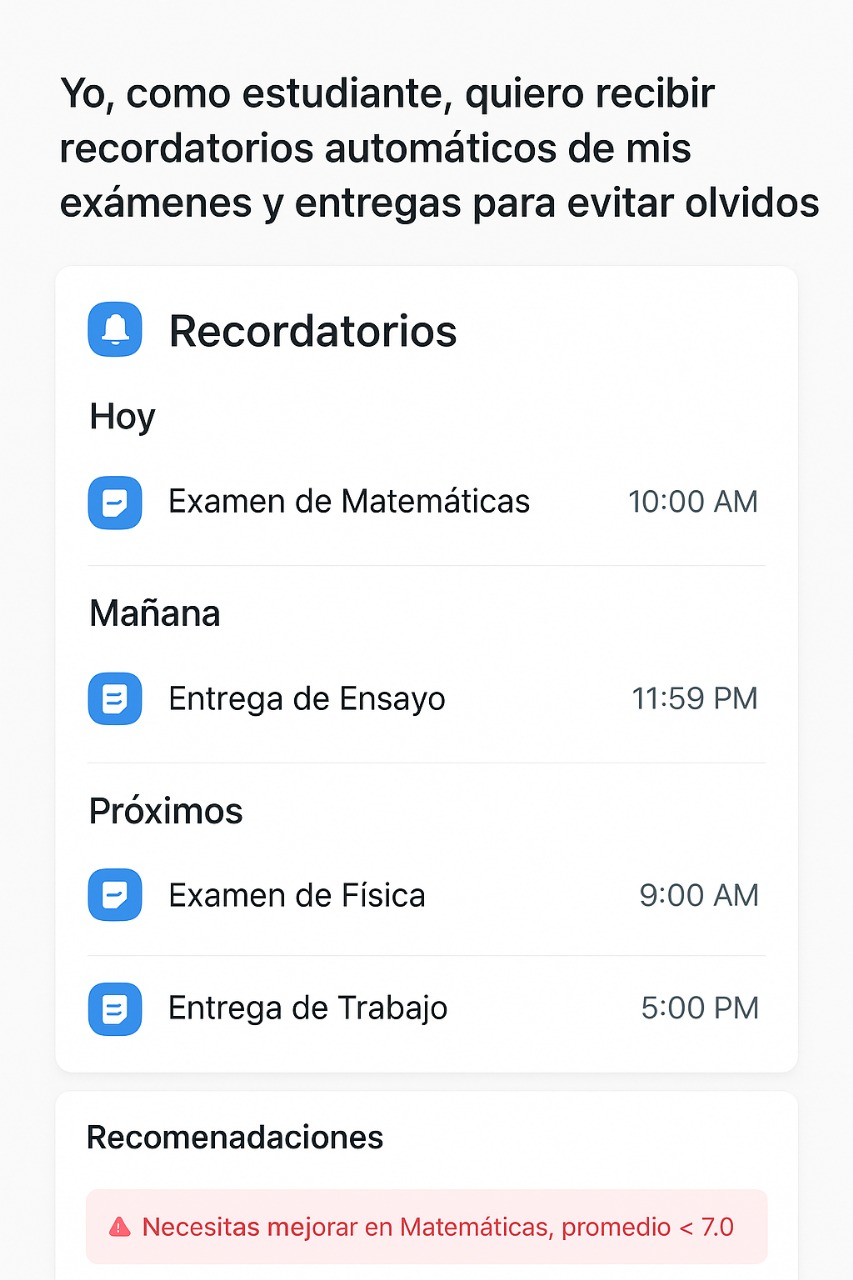 Yo, como estudiante, quiero recibir
recordatorios automáticos de mis
exámenes y entregas para evitar olvidos
Recordatorios
Hoy
Examen de Matemáticas 10:00 AM
Mañana
Entrega de Ensayo 11:59 PM
Próximos
Examen de Física 9:00 AM
Entrega de Trabajo 5:00 PM
Recomenadaciones
Necesitas mejorar en Matemáticas, promedio < 7.0